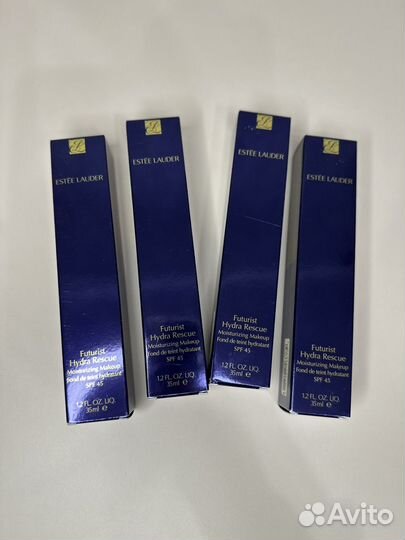 ESTĒE LAUDER
Futurist
Hydra Rescue
Moisturizing Makeup
Fond de teint hydratant
SPF 45
1.2 FL. OZ. LIQ.
35ml e
ESTĒE LAUDER
Futurist
Hydra Rescue
Moisturizing Makeup
Fond de teint hydratant
SPF 45
1.2 FL. OZ. LIQ.
35ml e
ESTĒE LAUDER
Futurist
Hydra Rescue
Moisturizing Makeup
Fond de teint hydratant
SPF 45
1.2 FL. OZ. LIQ.
35ml e
ESTĒE LAUDER
Futurist
Hydra Rescue
Moisturizing Makeup
Fond de teint hydratant
SPF 45
1.2 FL. OZ. LIQ.
35ml e
Avito